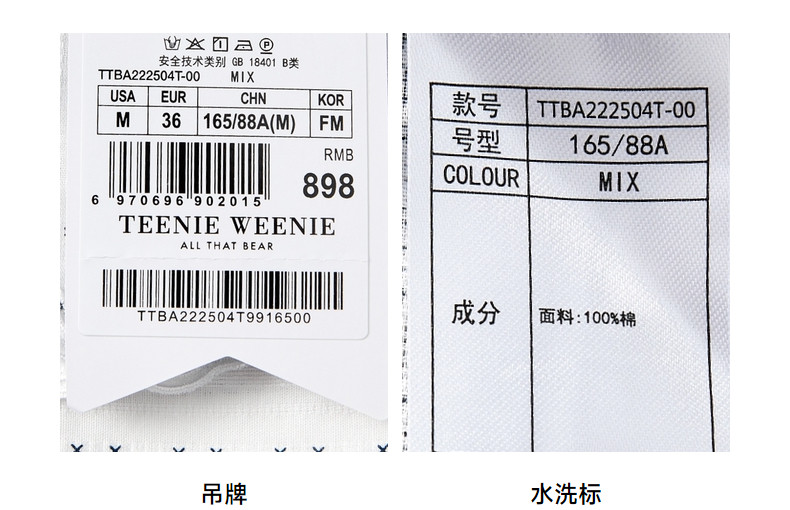 安全技术类别 GB 18401 B类
TTBA222504T-00 MIX
USA EUR CHN KOR
M 36 165/88A(M) FM
RMB
898
6 970696 902015
TEENIE WEENIE
ALL THAT BEAR
TTBA222504T9916500
款号 TTBA222504T-00
号型 165/88A
COLOUR MIX
成分 面料:100%棉
吊牌
水洗标